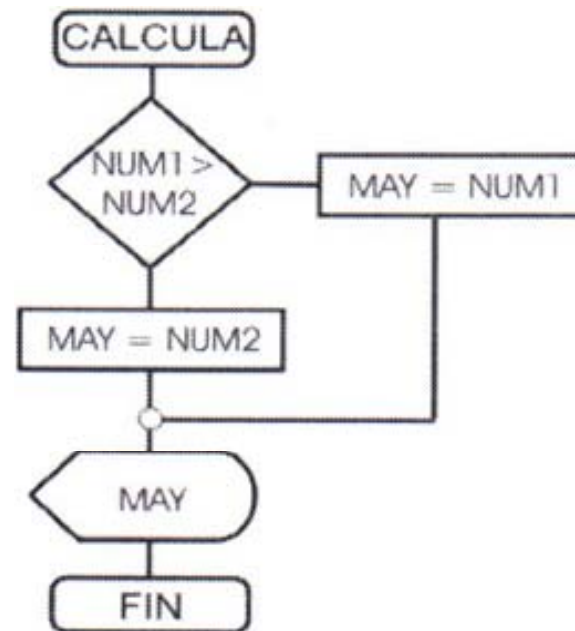 CALCULA
NUM1 >
NUM2
MAY = NUM1
MAY = NUM2
MAY
FIN